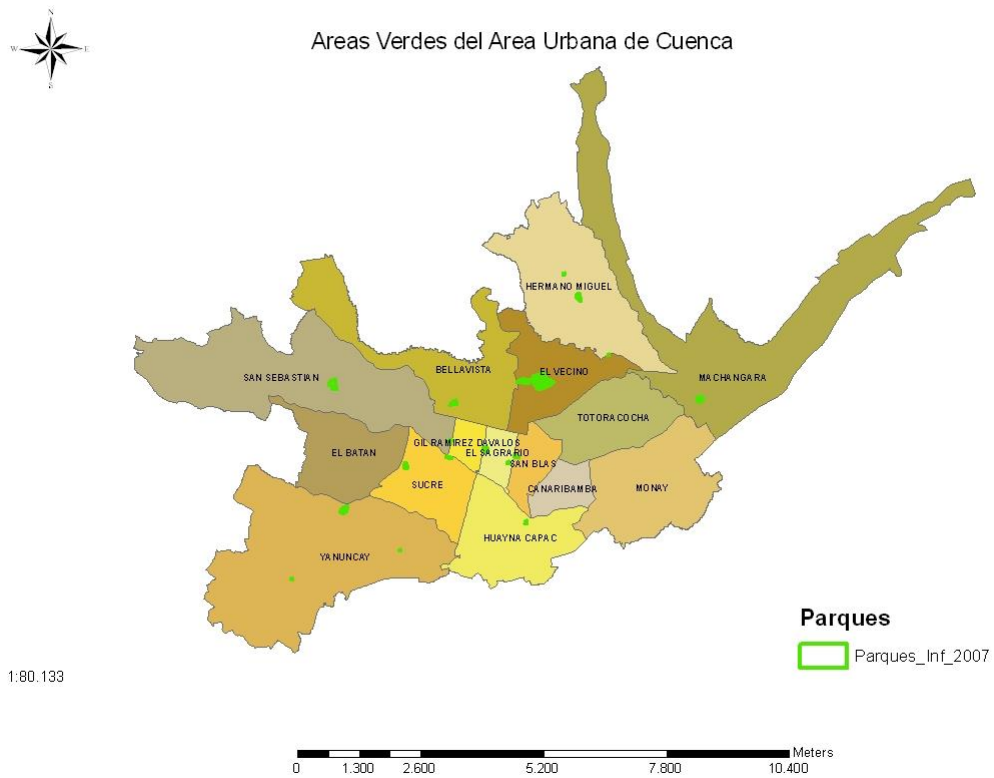 N
W E
S
Areas Verdes del Area Urbana de Cuenca
HERMANO MIGUEL
BELLAVISTA
EL VECINO
SAN SEBASTIAN
MACHANGARA
TOTORACOCHA
GIL RAMIREZ DAVALOS
EL BATAN
EL SAGRARIO
SAN BLAS
SUCRE
CANARIBAMBA
MONAY
HUAYNA CAPAC
YANUNCAY
Parques
Parques_Inf_2007
1:80.133
Meters
0 1.300 2.600 5.200 7.800 10.400